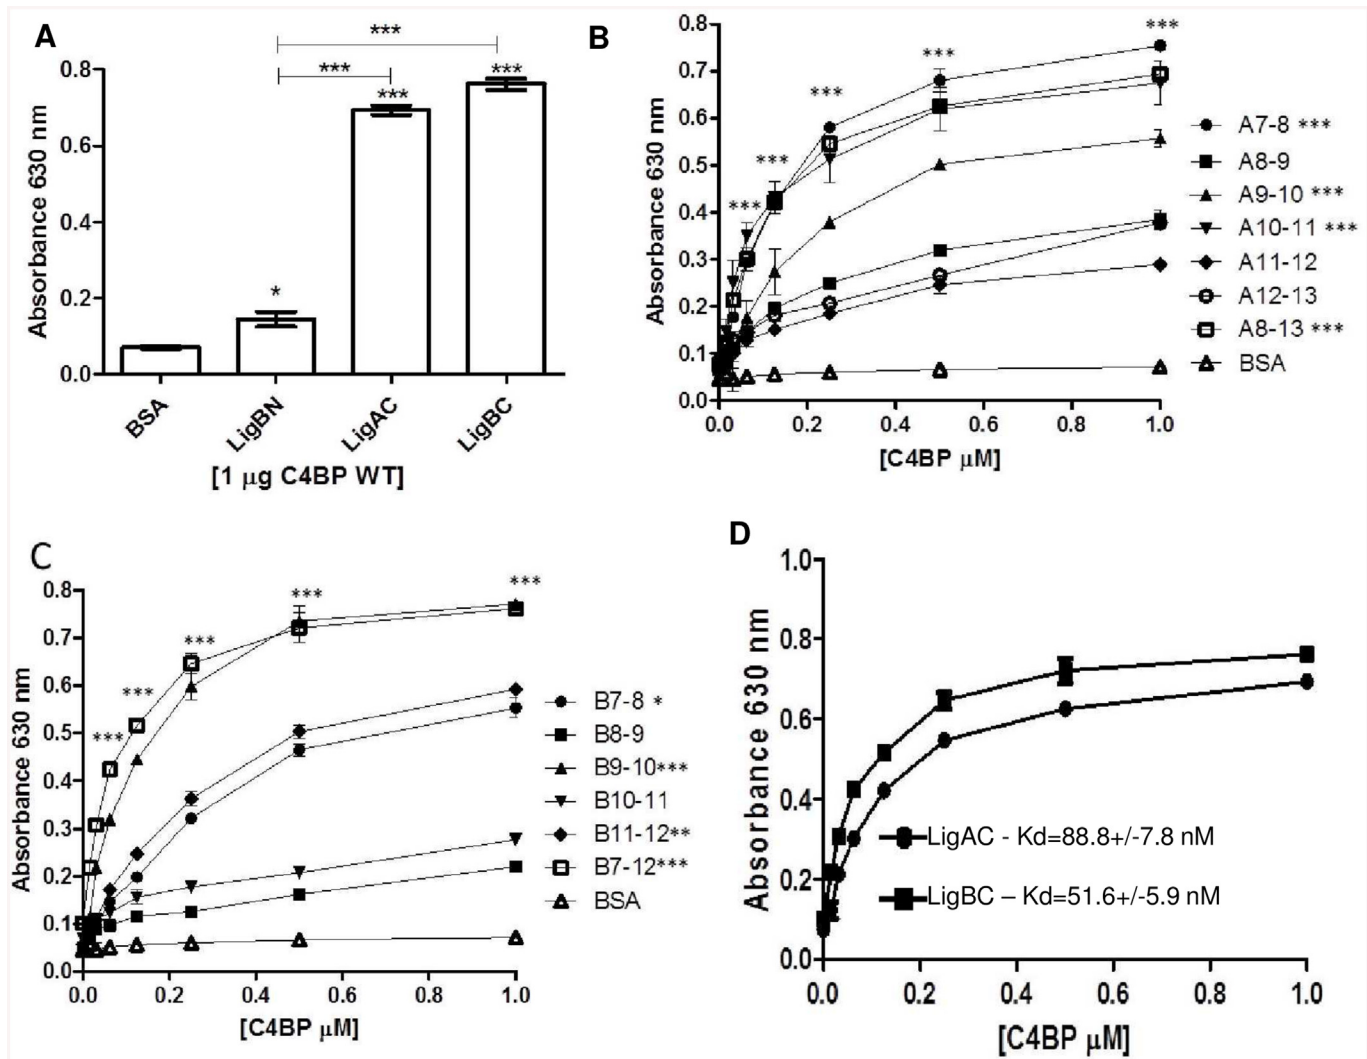 A
***
***
***
***
*
0.8
0.6
0.4
0.2
0.0
Absorbance 630 nm
BSA
LigBN
LigAC
LigBC
[1 µg C4BP WT]
B
***
***
***
***
***
0.8
0.7
0.6
0.5
0.4
0.3
0.2
0.1
0.0
Absorbance 630 nm
0.0 0.2 0.4 0.6 0.8 1.0
[C4BP µM]
A7-8 ***
A8-9
A9-10 ***
A10-11 ***
A11-12
A12-13
A8-13 ***
BSA
C
***
***
***
***
***
0.8
0.7
0.6
0.5
0.4
0.3
0.2
0.1
0.0
Absorbance 630 nm
0.0 0.2 0.4 0.6 0.8 1.0
[C4BP µM]
B7-8 *
B8-9
B9-10***
B10-11
B11-12**
B7-12***
BSA
D
1.0
0.8
0.6
0.4
0.2
0.0
Absorbance 630 nm
0.0 0.2 0.4 0.6 0.8 1.0
[C4BP µM]
LigAC - Kd=88.8+/-7.8 nM
LigBC – Kd=51.6+/-5.9 nM